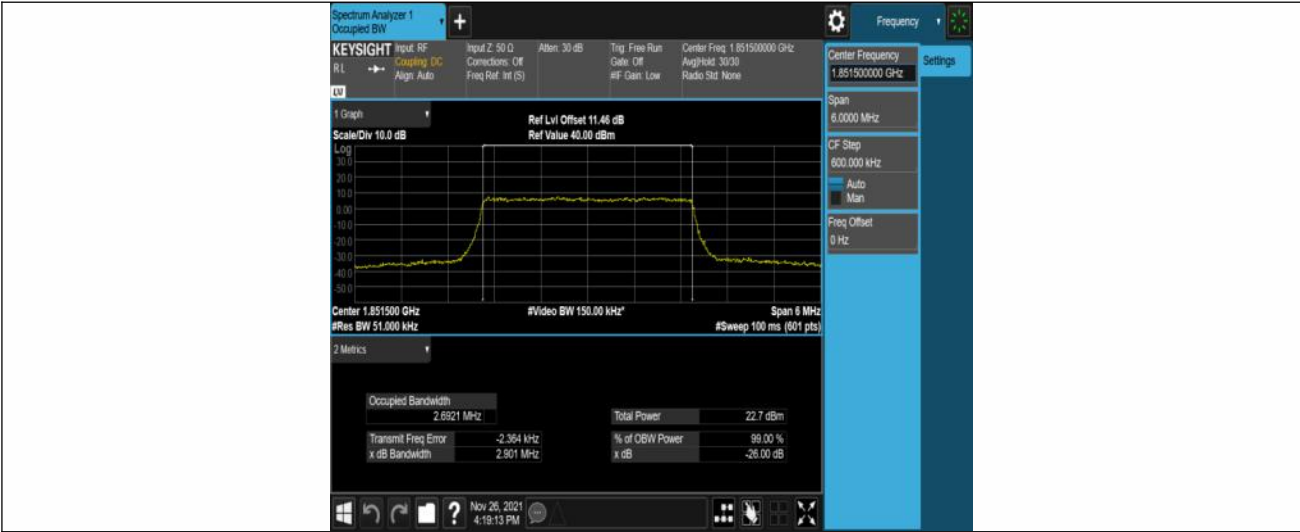 Spectrum Analyzer 1
Occupied BW
+
Frequency
KEYSIGHT
R L
Input: RF
Coupling: DC
Align: Auto
Input Z: 50 Ω
Corrections: Off
Freq Ref: Int (S)
Atten: 30 dB
Trig: Free Run
Gate: Off
#IF Gain: Low
Center Freq: 1.851500000 GHz
Avg|Hold: 30/30
Radio Std: None
Center Frequency
1.851500000 GHz
Settings
Span
6.0000 MHz
CF Step
600.000 kHz
Auto
Man
Freq Offset
0 Hz
1 Graph
Scale/Div 10.0 dB
Ref Lvl Offset 11.46 dB
Ref Value 40.00 dBm
Log
30.0
20.0
10.0
0.00
-10.0
-20.0
-30.0
-40.0
-50.0
Center 1.851500 GHz
#Res BW 51.000 kHz
#Video BW 150.00 kHz*
Span 6 MHz
#Sweep 100 ms (601 pts)
2 Metrics
Occupied Bandwidth
2.6921 MHz
Total Power 22.7 dBm
Transmit Freq Error -2.364 kHz
% of OBW Power 99.00 %
x dB Bandwidth 2.901 MHz
x dB -26.00 dB
?
Nov 26, 2021
4:19:13 PM